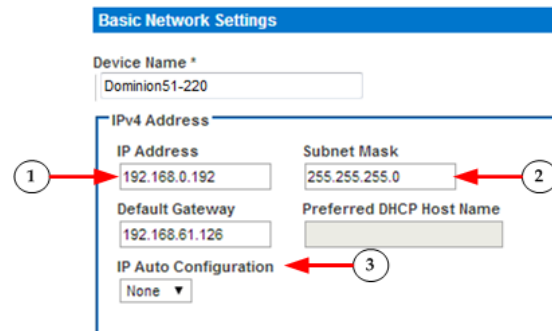 Basic Network Settings
Device Name *
Dominion51-220
IPv4 Address
IP Address Subnet Mask
1 192.168.0.192 255.255.255.0 2
Default Gateway Preferred DHCP Host Name
192.168.61.126
IP Auto Configuration 3
None